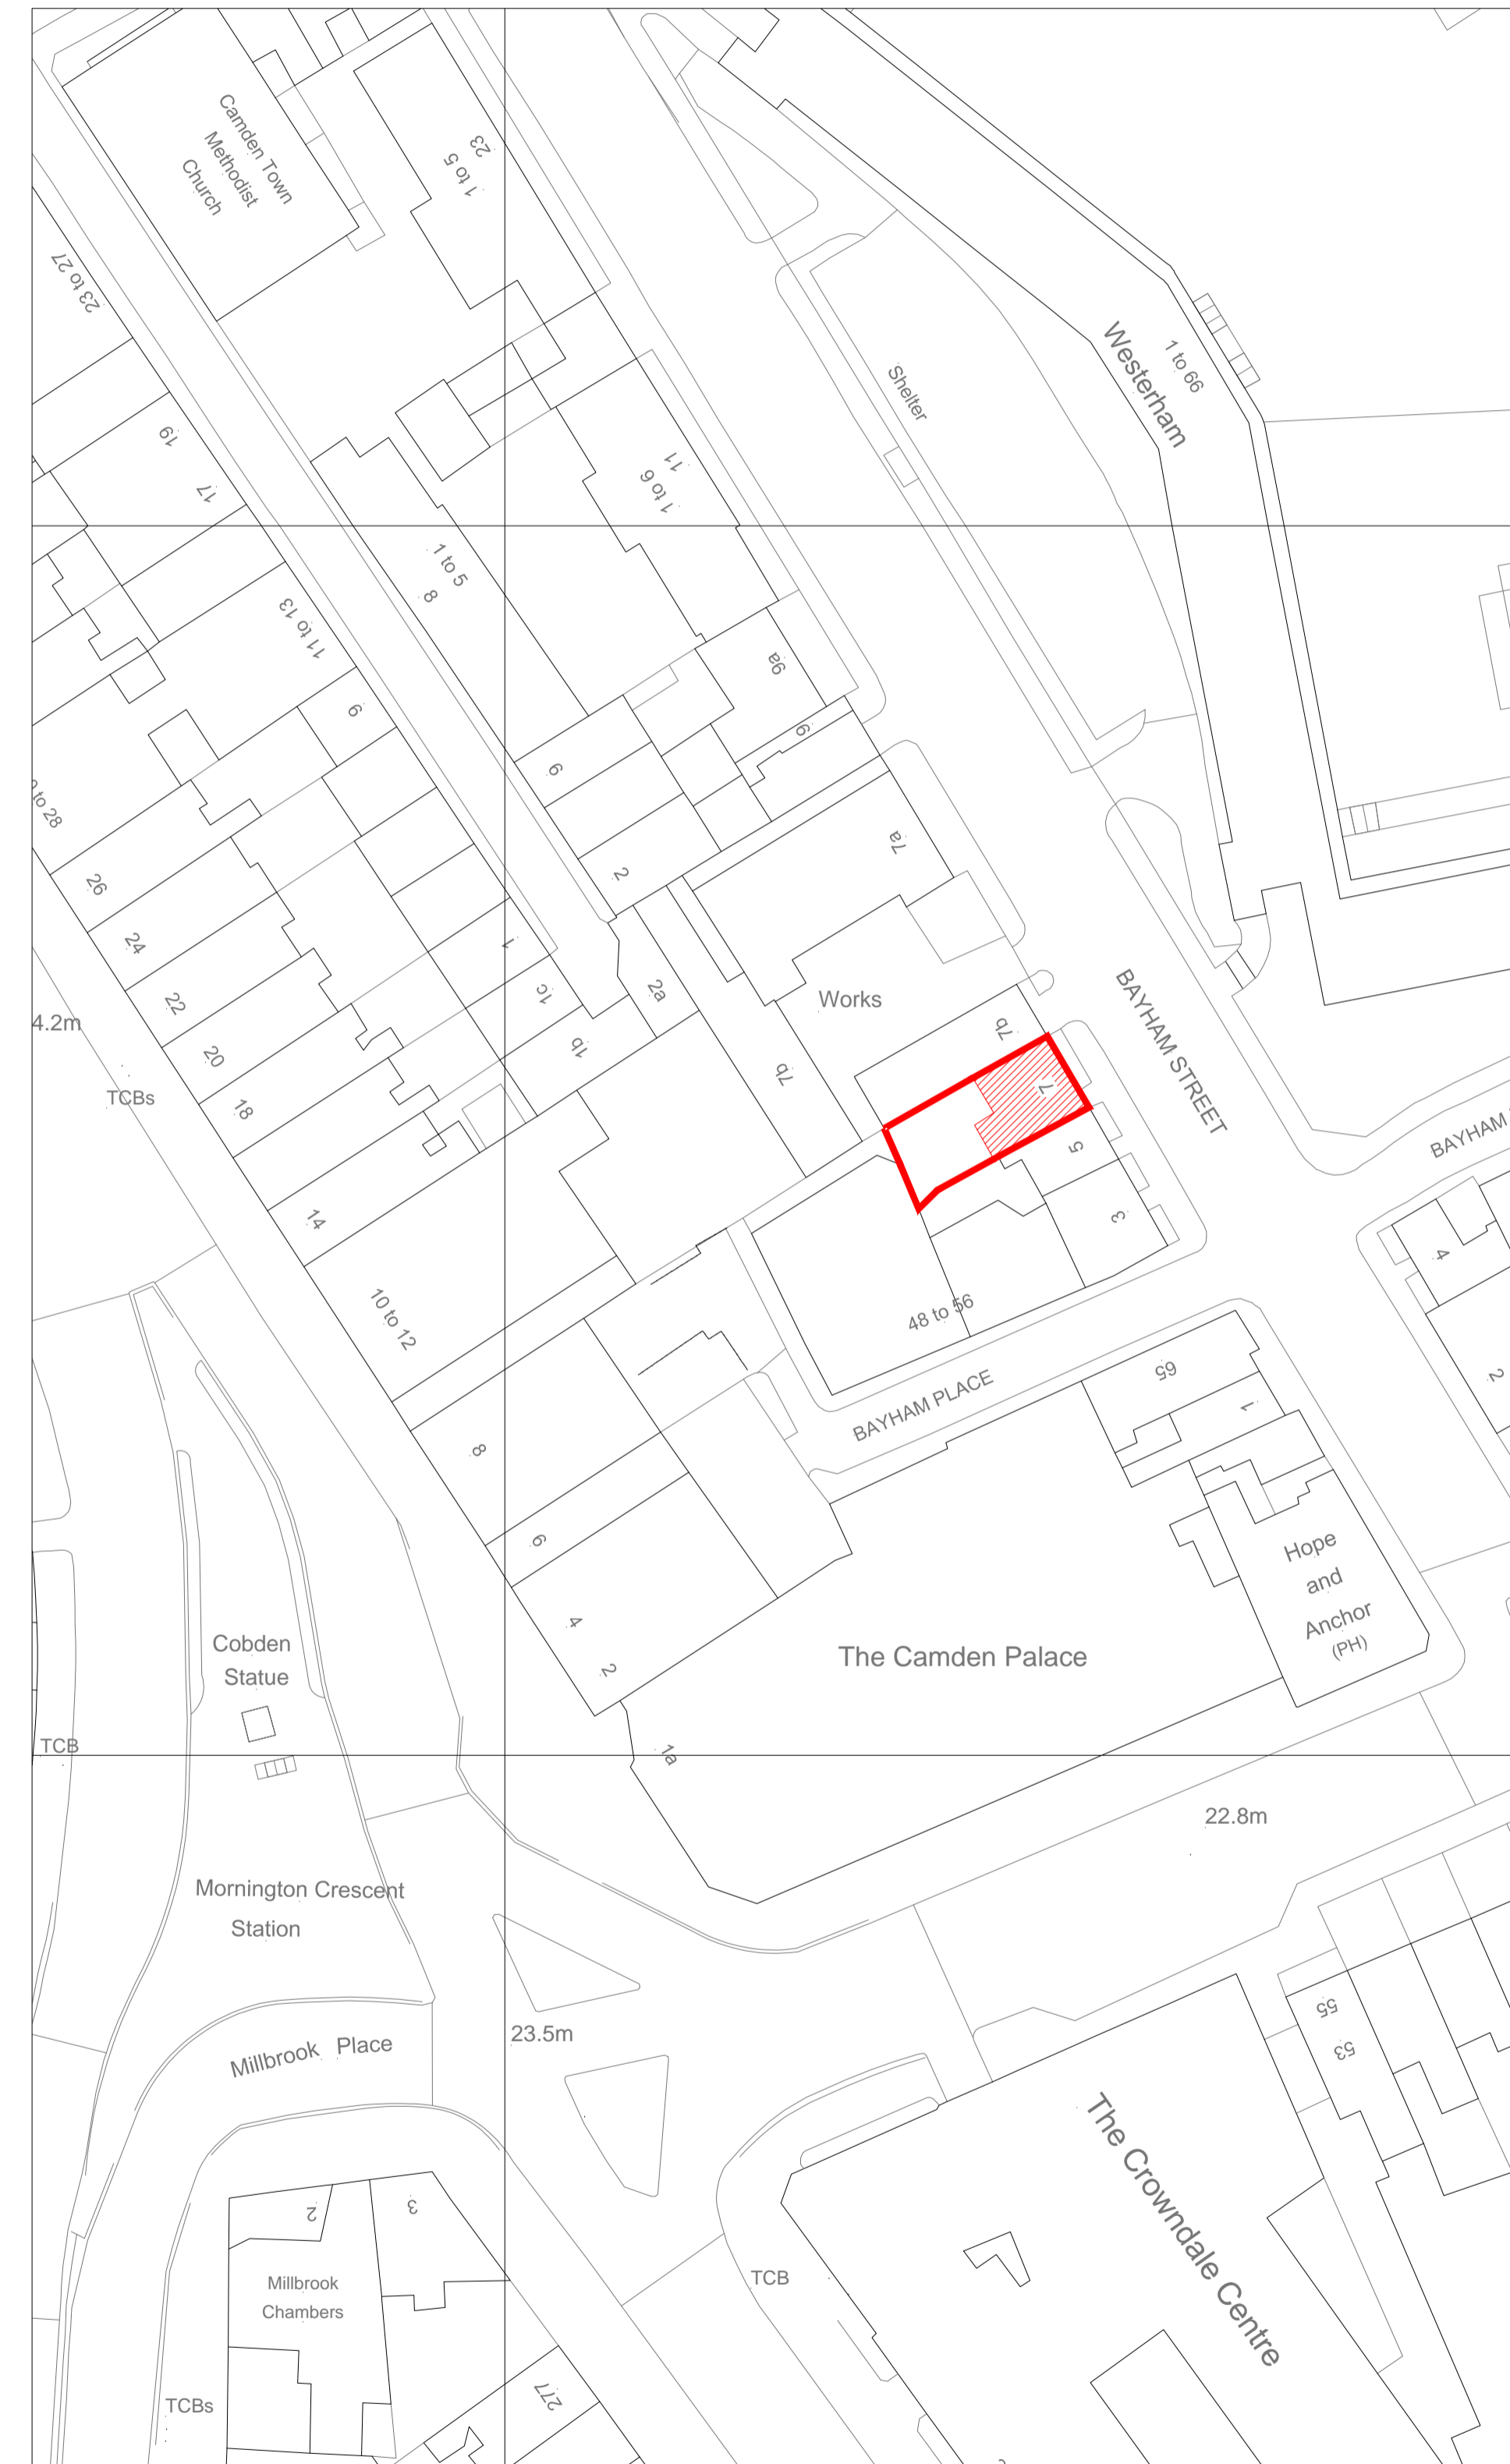 Camden Town
Methodist
Church
23
1 to 5
23 to 27
Westerham
1 to 66
Shelter
19
17
11
1 to 6
1 to 5
8
11 to 13
9a
9
9
6
to 28
7a
26
2
24
1
1c
2a
22
4.2m
Works
BAYHAM STREET
20
1b
7b
7b
7
TCBs
18
5
BAYHAM
14
3
4
10 to 12
48 to 56
65
2
BAYHAM PLACE
1
8
6
Hope
and
Anchor
(PH)
4
2
The Camden Palace
Cobden
Statue
TCB
1a
22.8m
Mornington Crescent
Station
23.5m
Millbrook Place
55
53
The Crowndale Centre
2
3
TCB
Millbrook
Chambers
277
TCBs